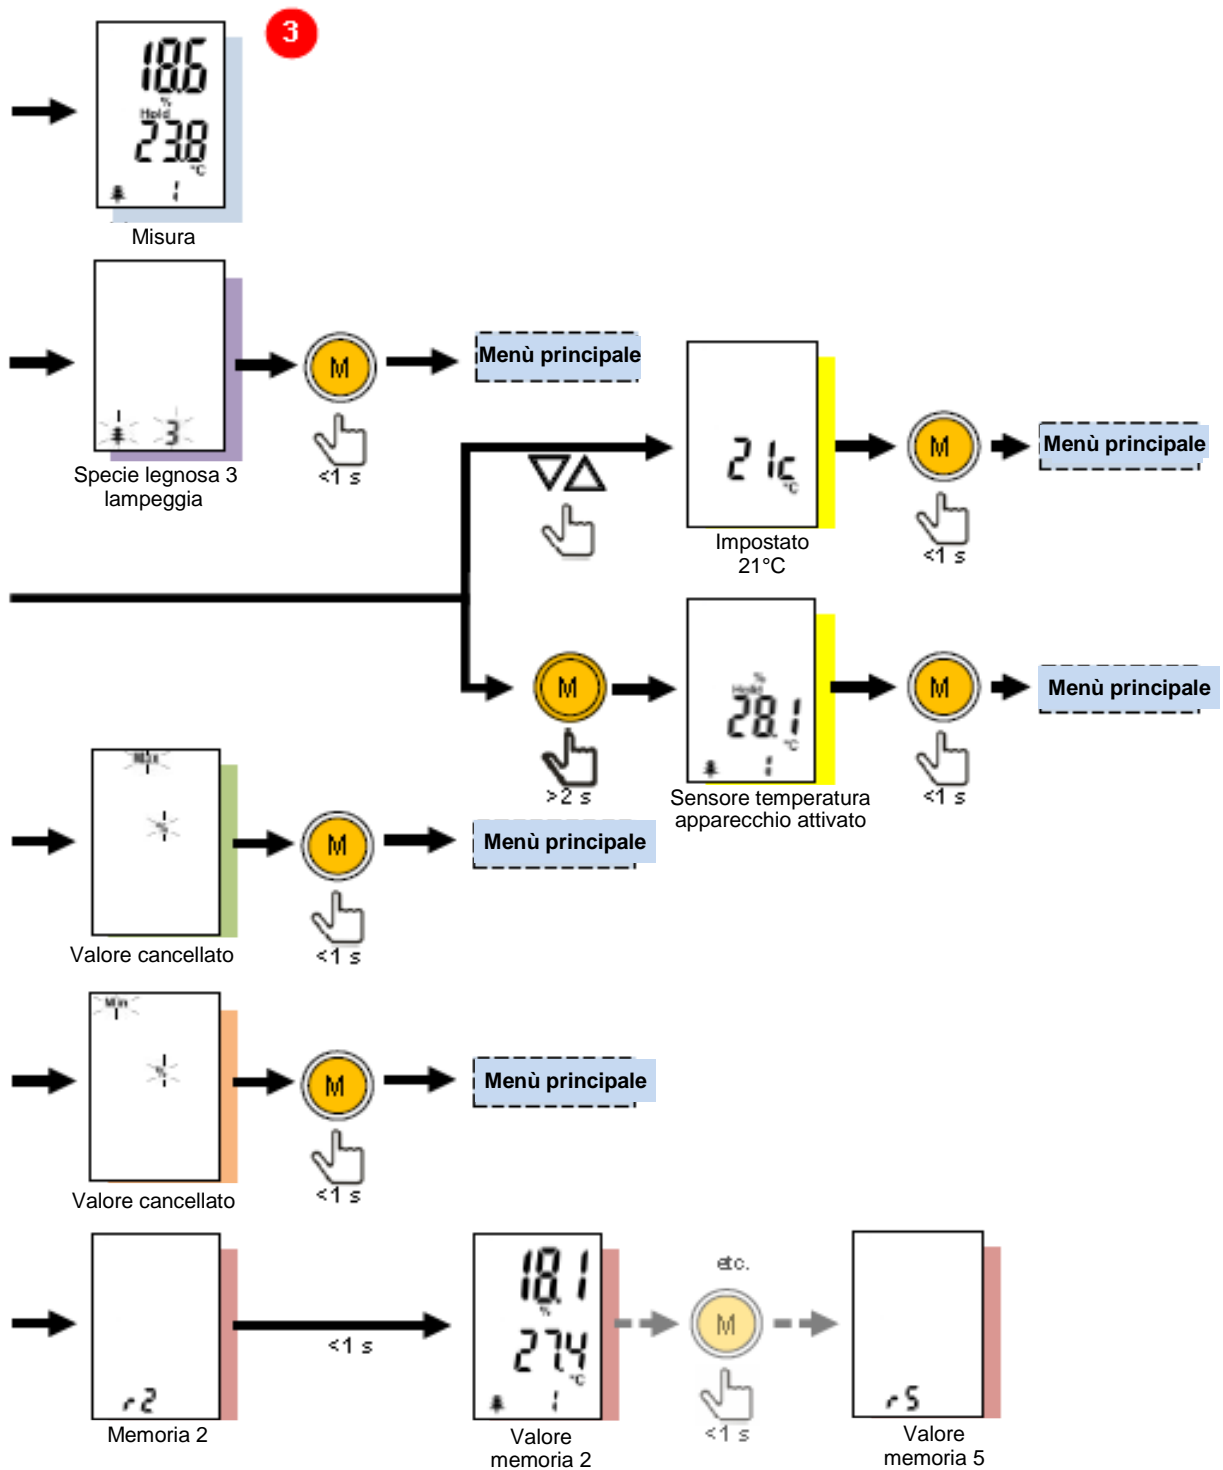 3
18.6
%
Hold
23.8
°C
1
Misura
3
Specie legnosa 3
lampeggia
M
<1 s
Menù principale
21c
°C
Impostato
21°C
M
<1 s
Menù principale
M
>2 s
%
Hold
28.1
°C
1
Sensore temperatura
apparecchio attivato
M
<1 s
Menù principale
Max
%
Valore cancellato
M
<1 s
Menù principale
Min
%
Valore cancellato
M
<1 s
Menù principale
r2
Memoria 2
<1 s
18.1
%
27.4
°C
1
Valore
memoria 2
etc.
M
<1 s
r5
Valore
memoria 5